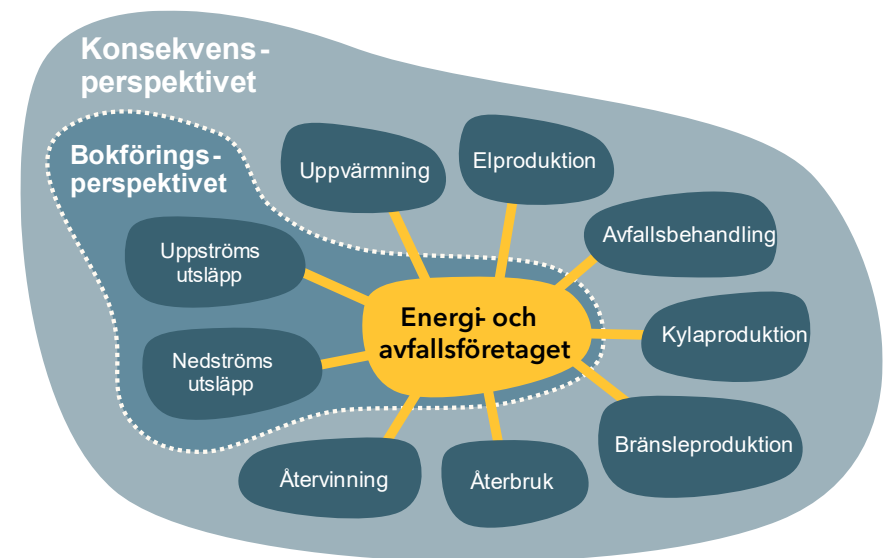 Konsekvens-
perspektivet
Bokförings-
perspektivet
Uppvärmning
Elproduktion
Avfallsbehandling
Uppströms
utsläpp
Energi- och
avfallsföretaget
Kylaproduktion
Nedströms
utsläpp
Bränsleproduktion
Återvinning
Återbruk